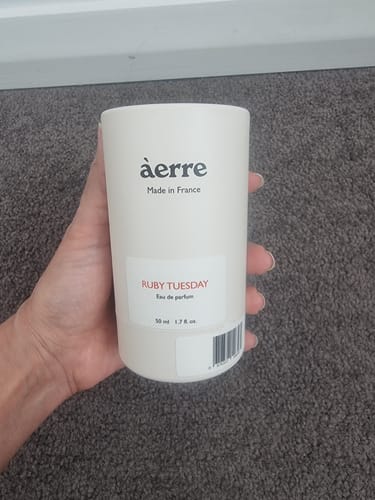 àerre
Made in France
RUBY TUESDAY
Eau de parfum
50 ml 1.7 fl. oz.